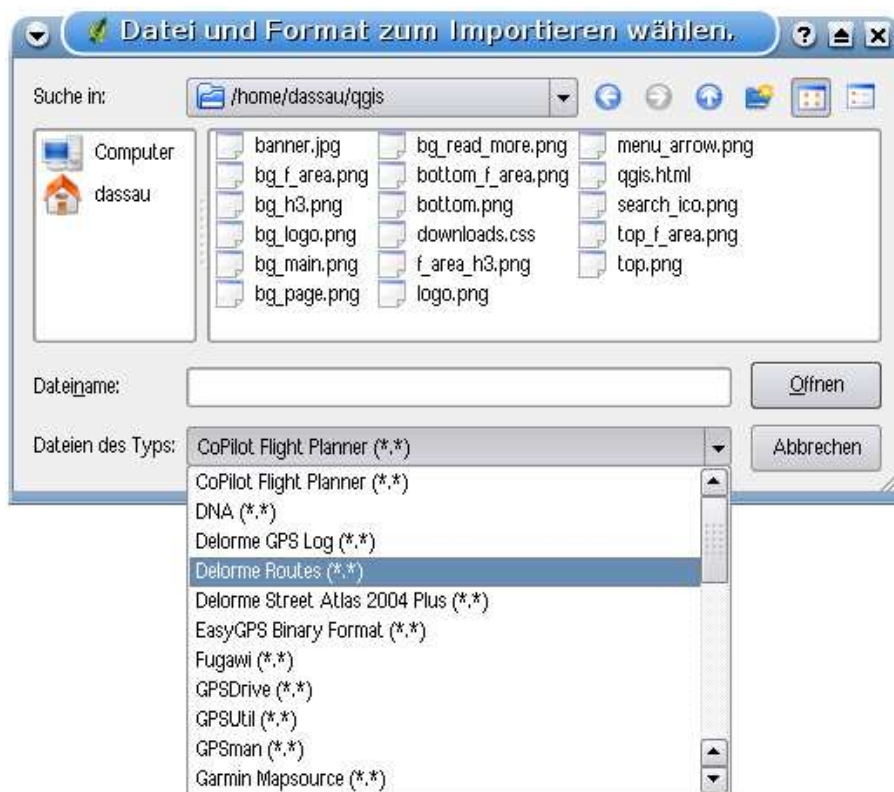 Datei und Format zum Importieren wählen.
Suche in: /home/dassau/qgis
Computer
dassau
banner.jpg
bg_f_area.png
bg_h3.png
bg_logo.png
bg_main.png
bg_page.png
bg_read_more.png
bottom_f_area.png
bottom.png
downloads.css
f_area_h3.png
logo.png
menu_arrow.png
qgis.html
search_ico.png
top_f_area.png
top.png
Dateiname:
Öffnen
Dateien des Typs: CoPilot Flight Planner (*.*)
Abbrechen
CoPilot Flight Planner (*.*)
DNA (*.*)
Delorme GPS Log (*.*)
Delorme Routes (*.*)
Delorme Street Atlas 2004 Plus (*.*)
EasyGPS Binary Format (*.*)
Fugawi (*.*)
GPSDrive (*.*)
GPSUtil (*.*)
GPSman (*.*)
Garmin Mapsource (*.*)